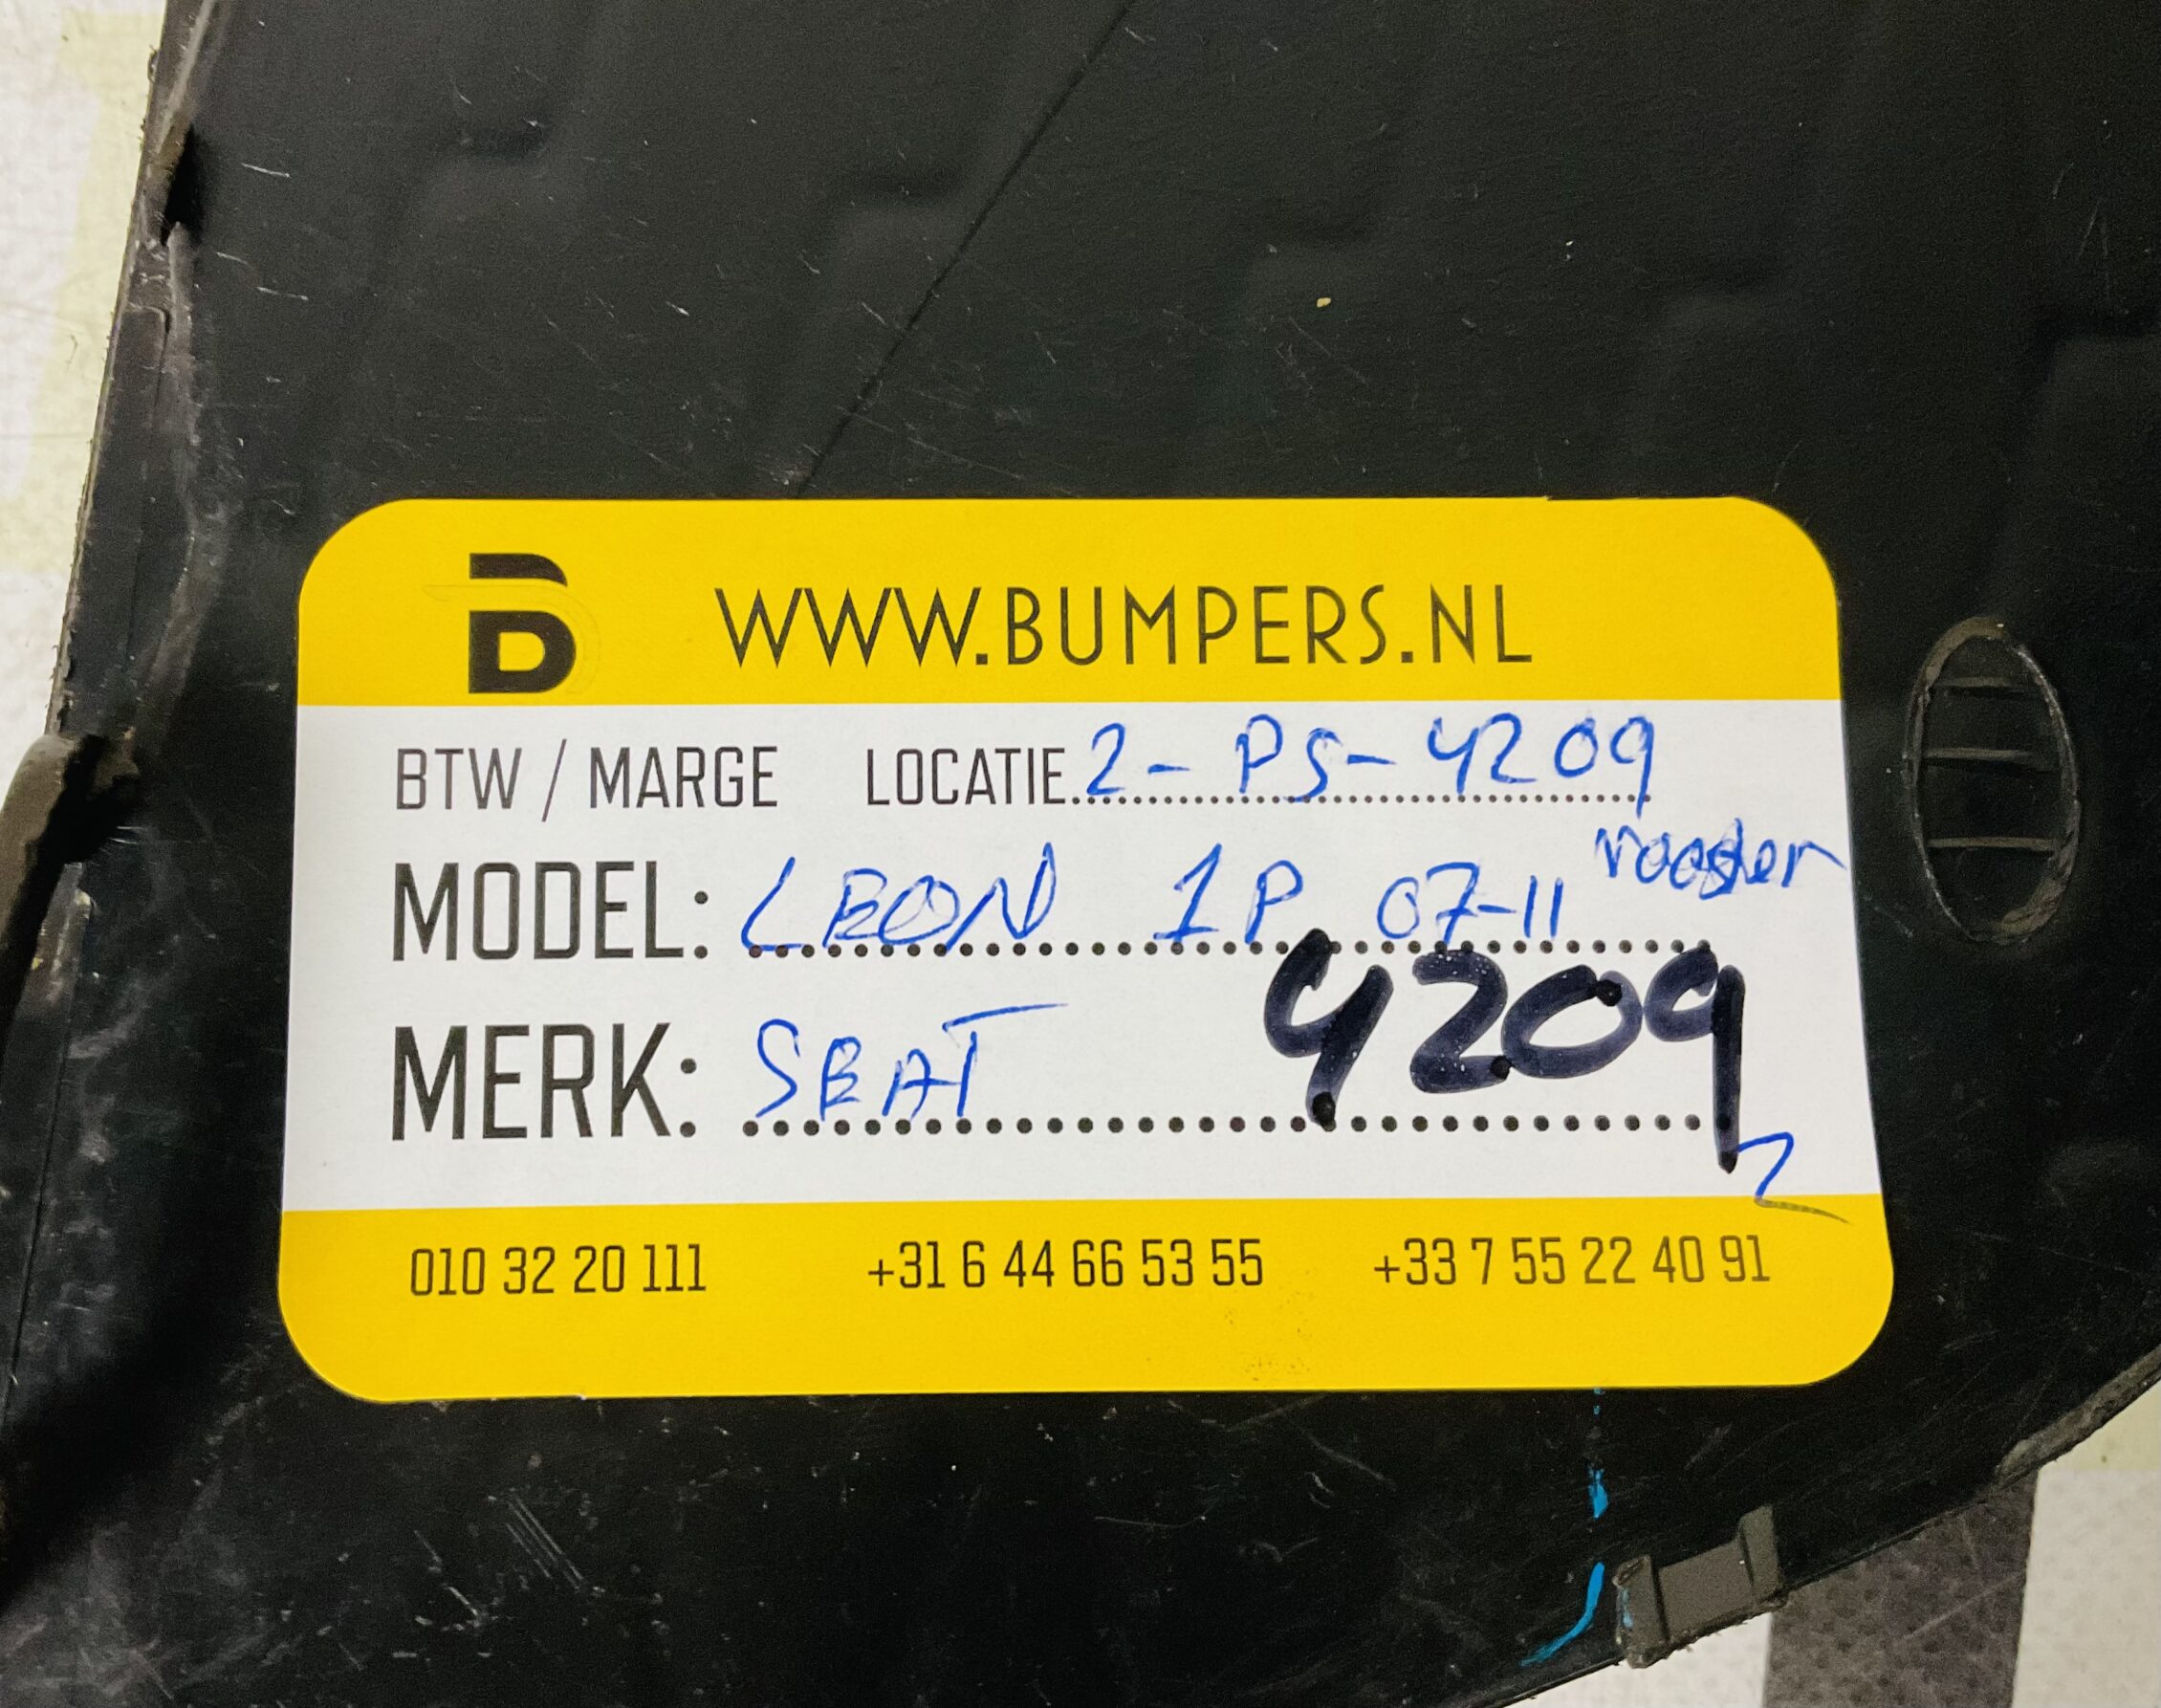 B WWW.BUMPERS.NL
BTW / MARGE LOCATIE 2-PS-4209
MODEL: LEON 1P 07-11 rooster
MERK: SEAT 4209
2
010 32 20 111 +31 6 44 66 53 55 +33 7 55 22 40 91